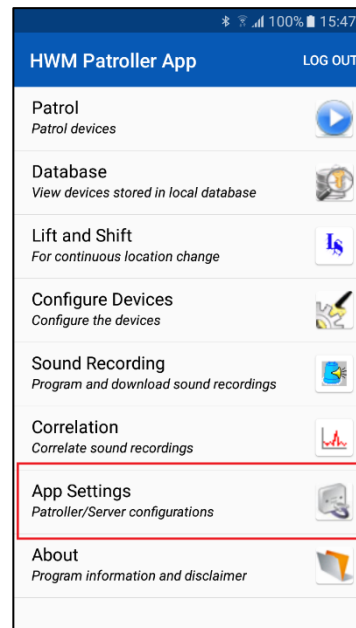 100% 15:47
HWM Patroller App LOG OUT
Patrol
Patrol devices
Database
View devices stored in local database
Lift and Shift
For continuous location change
LS
Configure Devices
Configure the devices
Sound Recording
Program and download sound recordings
Correlation
Correlate sound recordings
App Settings
Patroller/Server configurations
About
Program information and disclaimer